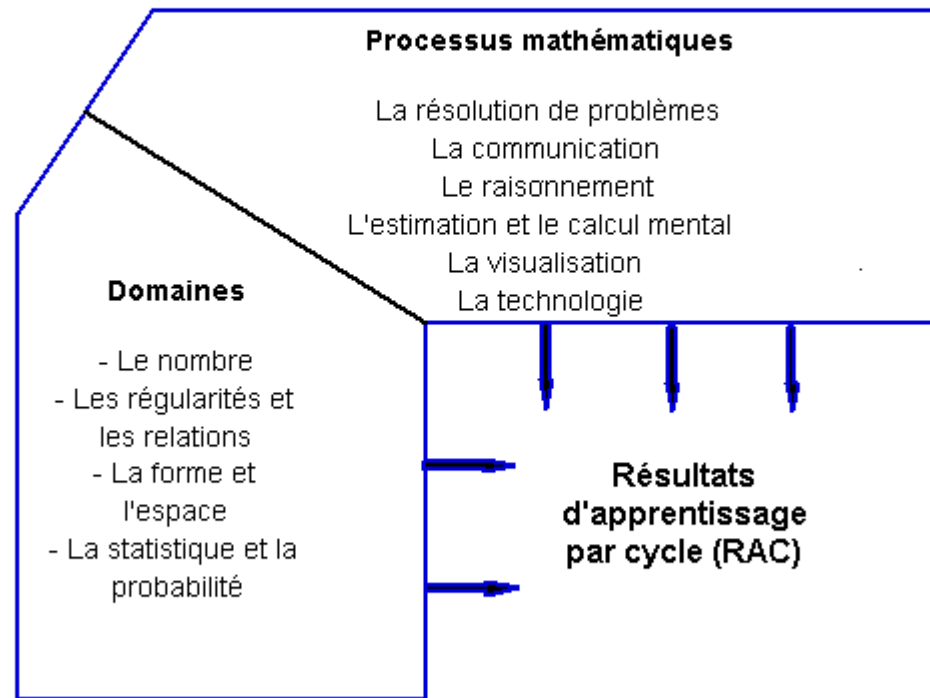 Processus mathématiques
La résolution de problèmes
La communication
Le raisonnement
L'estimation et le calcul mental
La visualisation
La technologie
Domaines
- Le nombre
- Les régularités et
les relations
- La forme et
l'espace
- La statistique et la
probabilité
Résultats
d'apprentissage
par cycle (RAC)